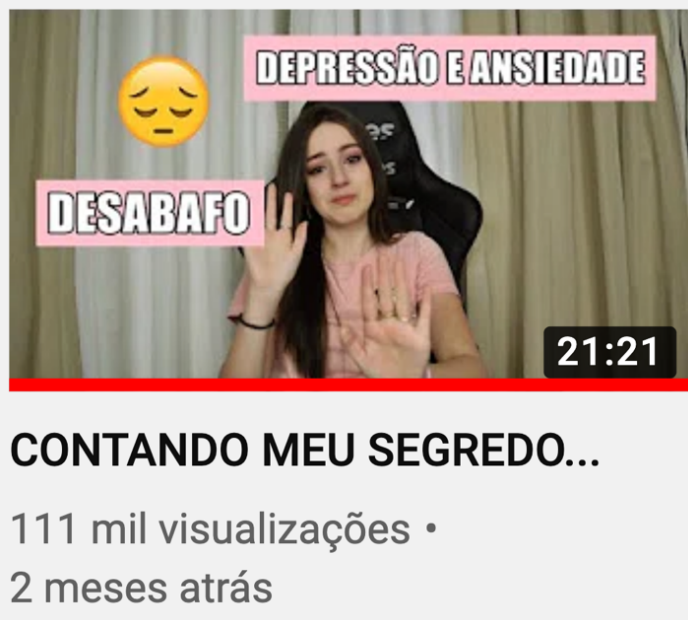 DEPRESSÃO E ANSIEDADE
DESABAFO
21:21
CONTANDO MEU SEGREDO...
111 mil visualizações •
2 meses atrás